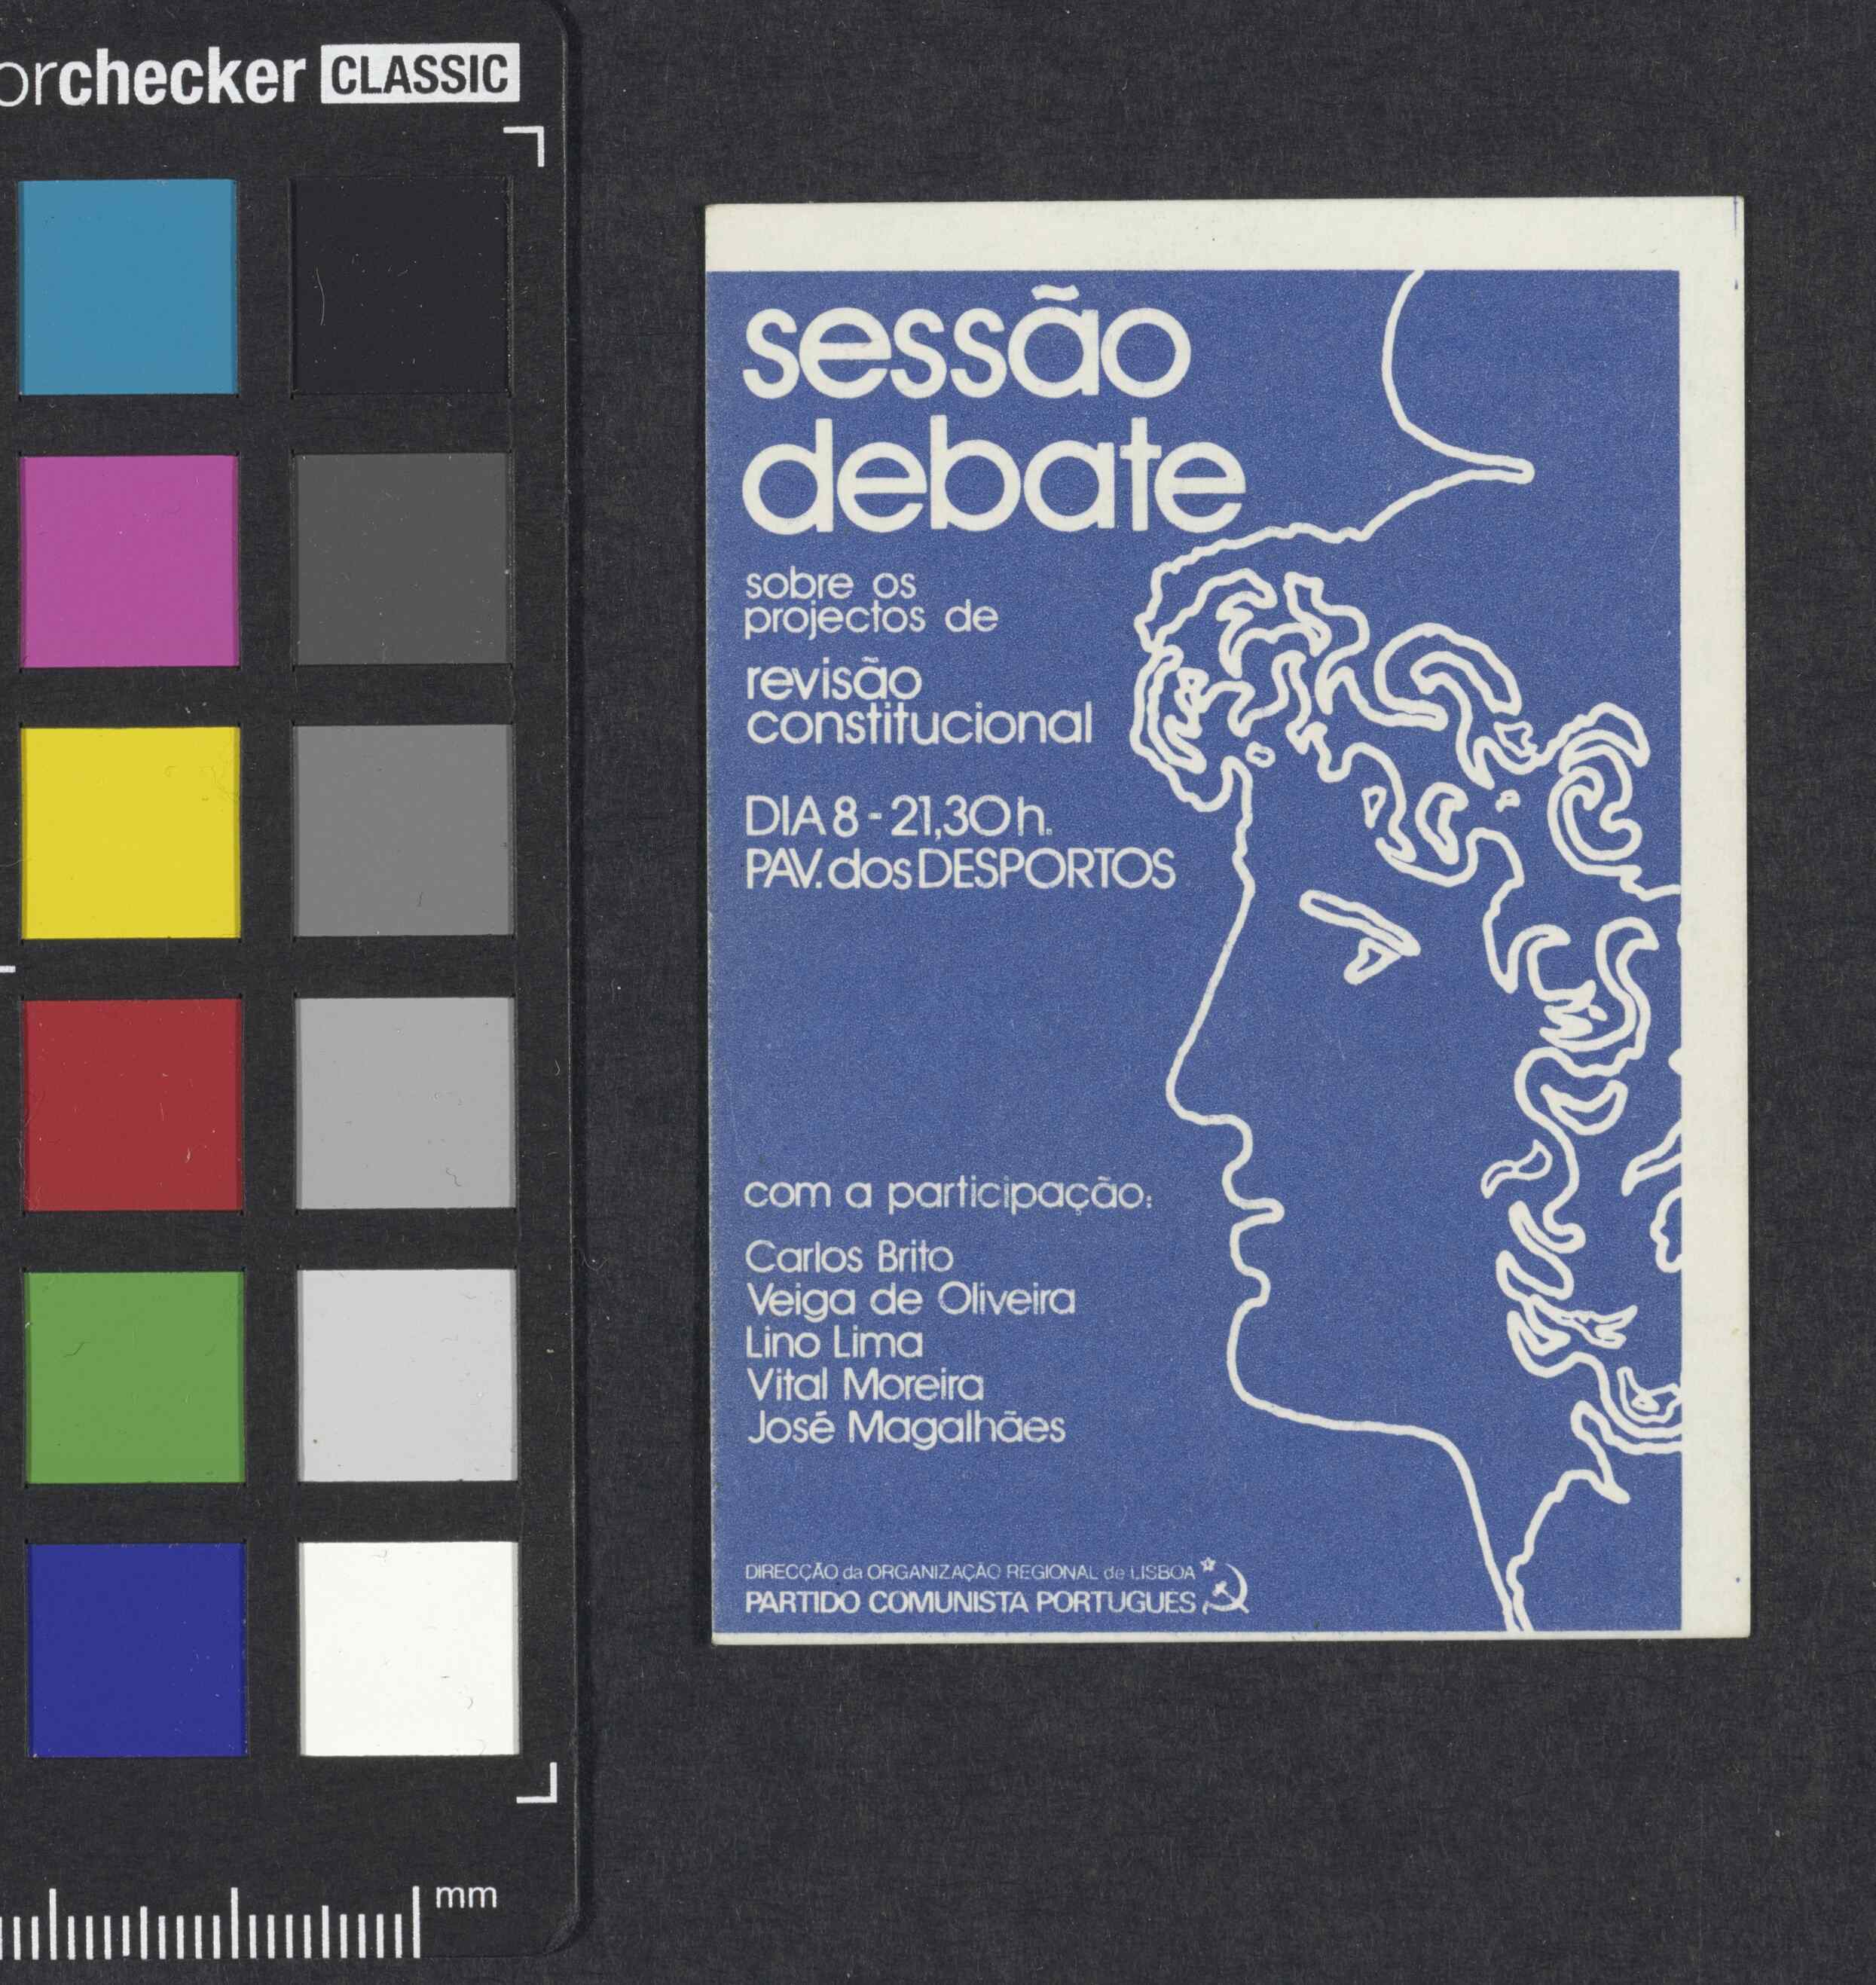 orchecker CLASSIC
sessão
debate
sobre os
projectos de
revisão
constitucional
DIA 8 - 21,30 h.
PAV. dos DESPORTOS
com a participação:
Carlos Brito
Veiga de Oliveira
Lino Lima
Vital Moreira
José Magalhães
DIRECÇÃO da ORGANIZAÇÃO REGIONAL de LISBOA
PARTIDO COMUNISTA PORTUGUÊS
mm